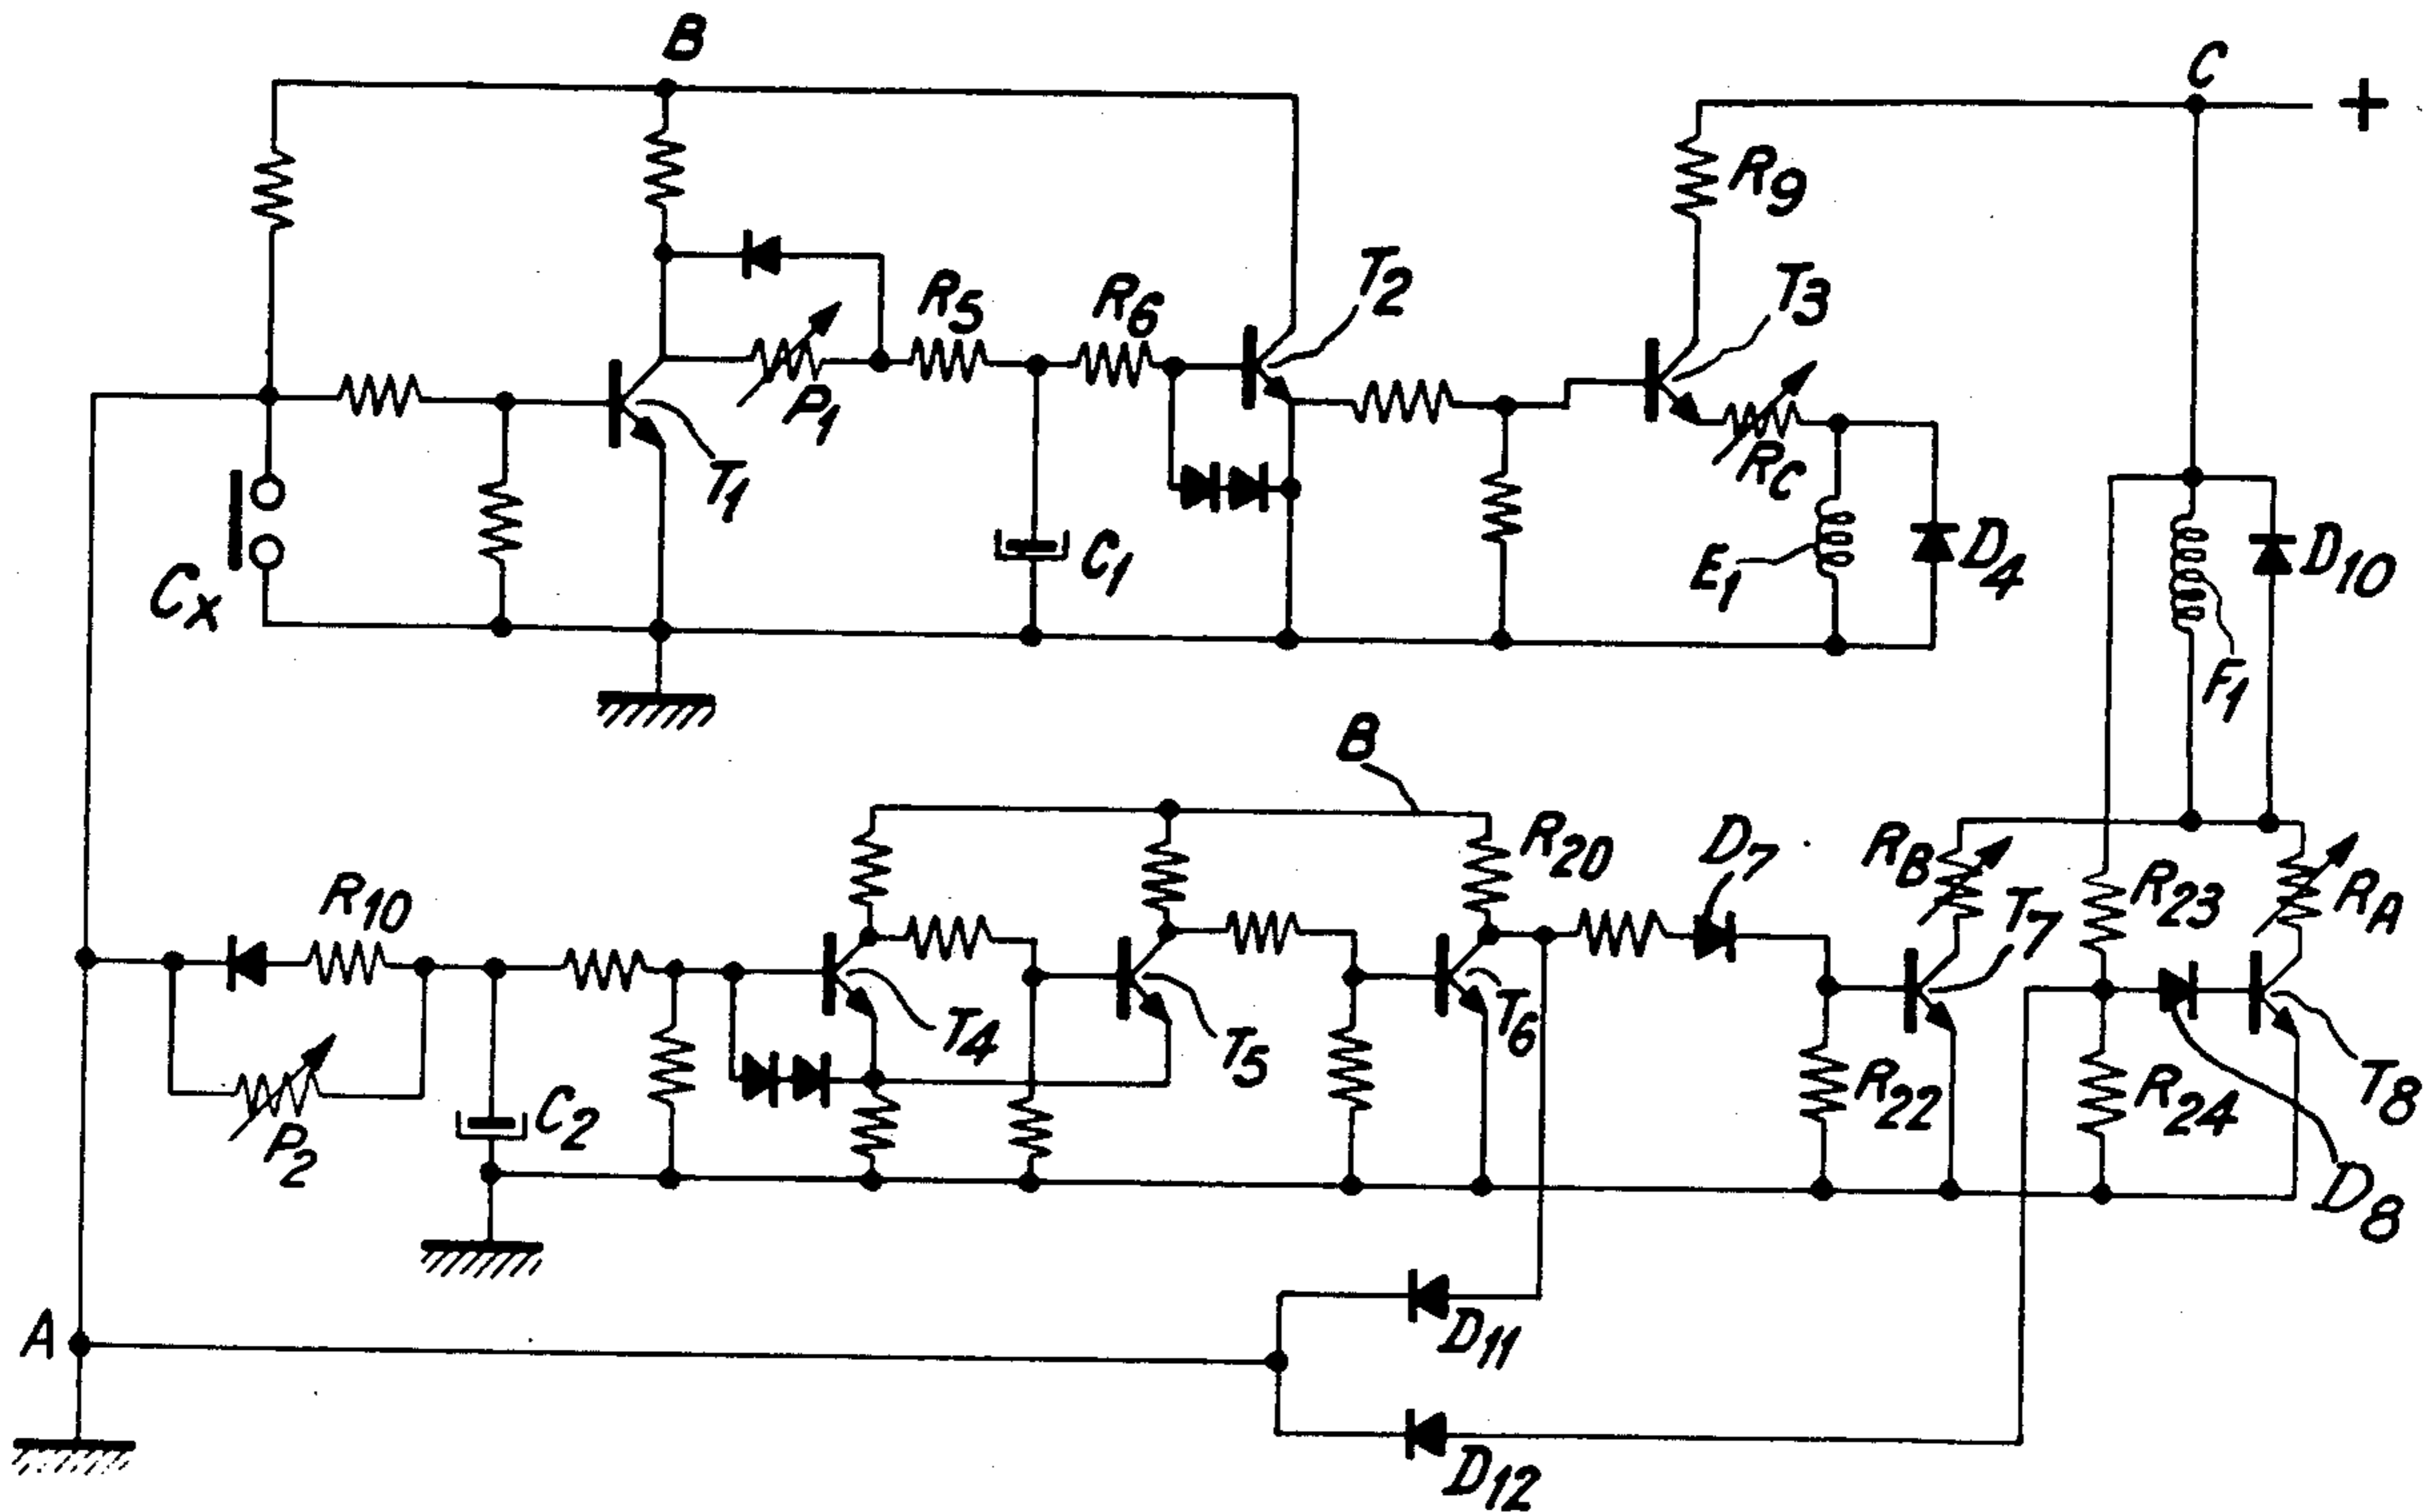 B
C
+
R9
T2
T3
R5
R6
P1
T1
RC
Cx
C1
E1
D4
D10
F1
B
R20
D7
RB
T7
R23
RA
R10
T4
T5
T6
R22
R24
T8
P2
C2
D8
A
D11
D12